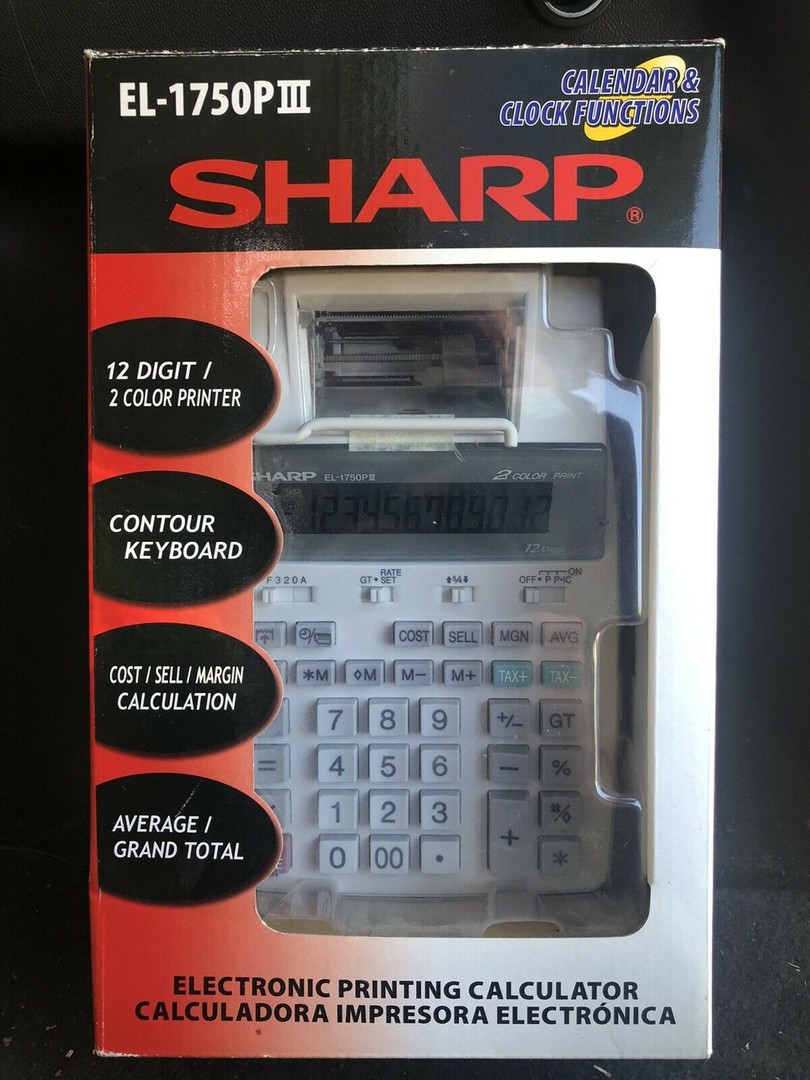 EL-1750PIII
CALENDAR &
CLOCK FUNCTIONS
SHARP®
12 DIGIT /
2 COLOR PRINTER
CONTOUR
KEYBOARD
COST / SELL / MARGIN
CALCULATION
AVERAGE /
GRAND TOTAL
SHARP EL-1750PIII 2 COLOR PRINT
123456789012
12 Digit
F 3 2 0 A
GT • RATE SET
⬆5/4⬇
OFF • P P•IC ON
COST SELL MGN AVG
*M ◊M M− M+ TAX+ TAX−
7 8 9 +/− GT
= 4 5 6 − % 
1 2 3 + #/◊
0 00 • *
ELECTRONIC PRINTING CALCULATOR
CALCULADORA IMPRESORA ELECTRÓNICA